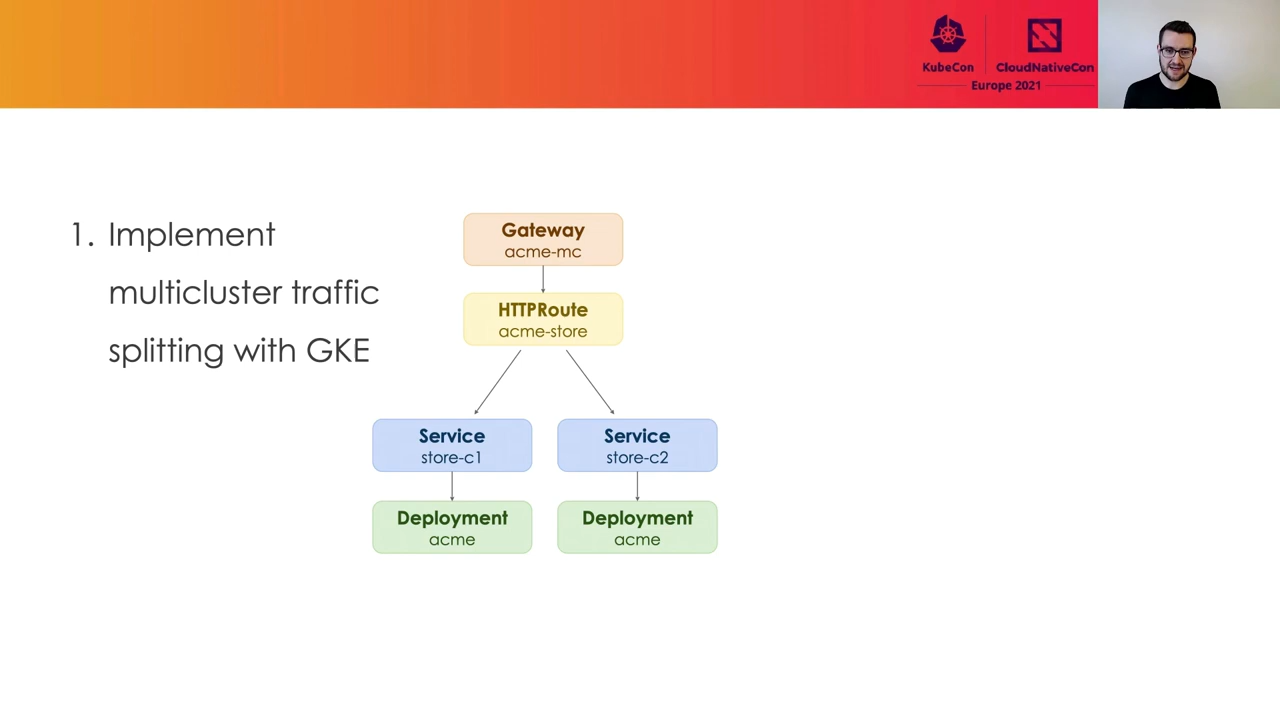 KubeCon
CloudNativeCon
Europe 2021
1. Implement
multicluster traffic
splitting with GKE
Gateway
acme-mc
HTTPRoute
acme-store
Service
store-c1
Service
store-c2
Deployment
acme
Deployment
acme